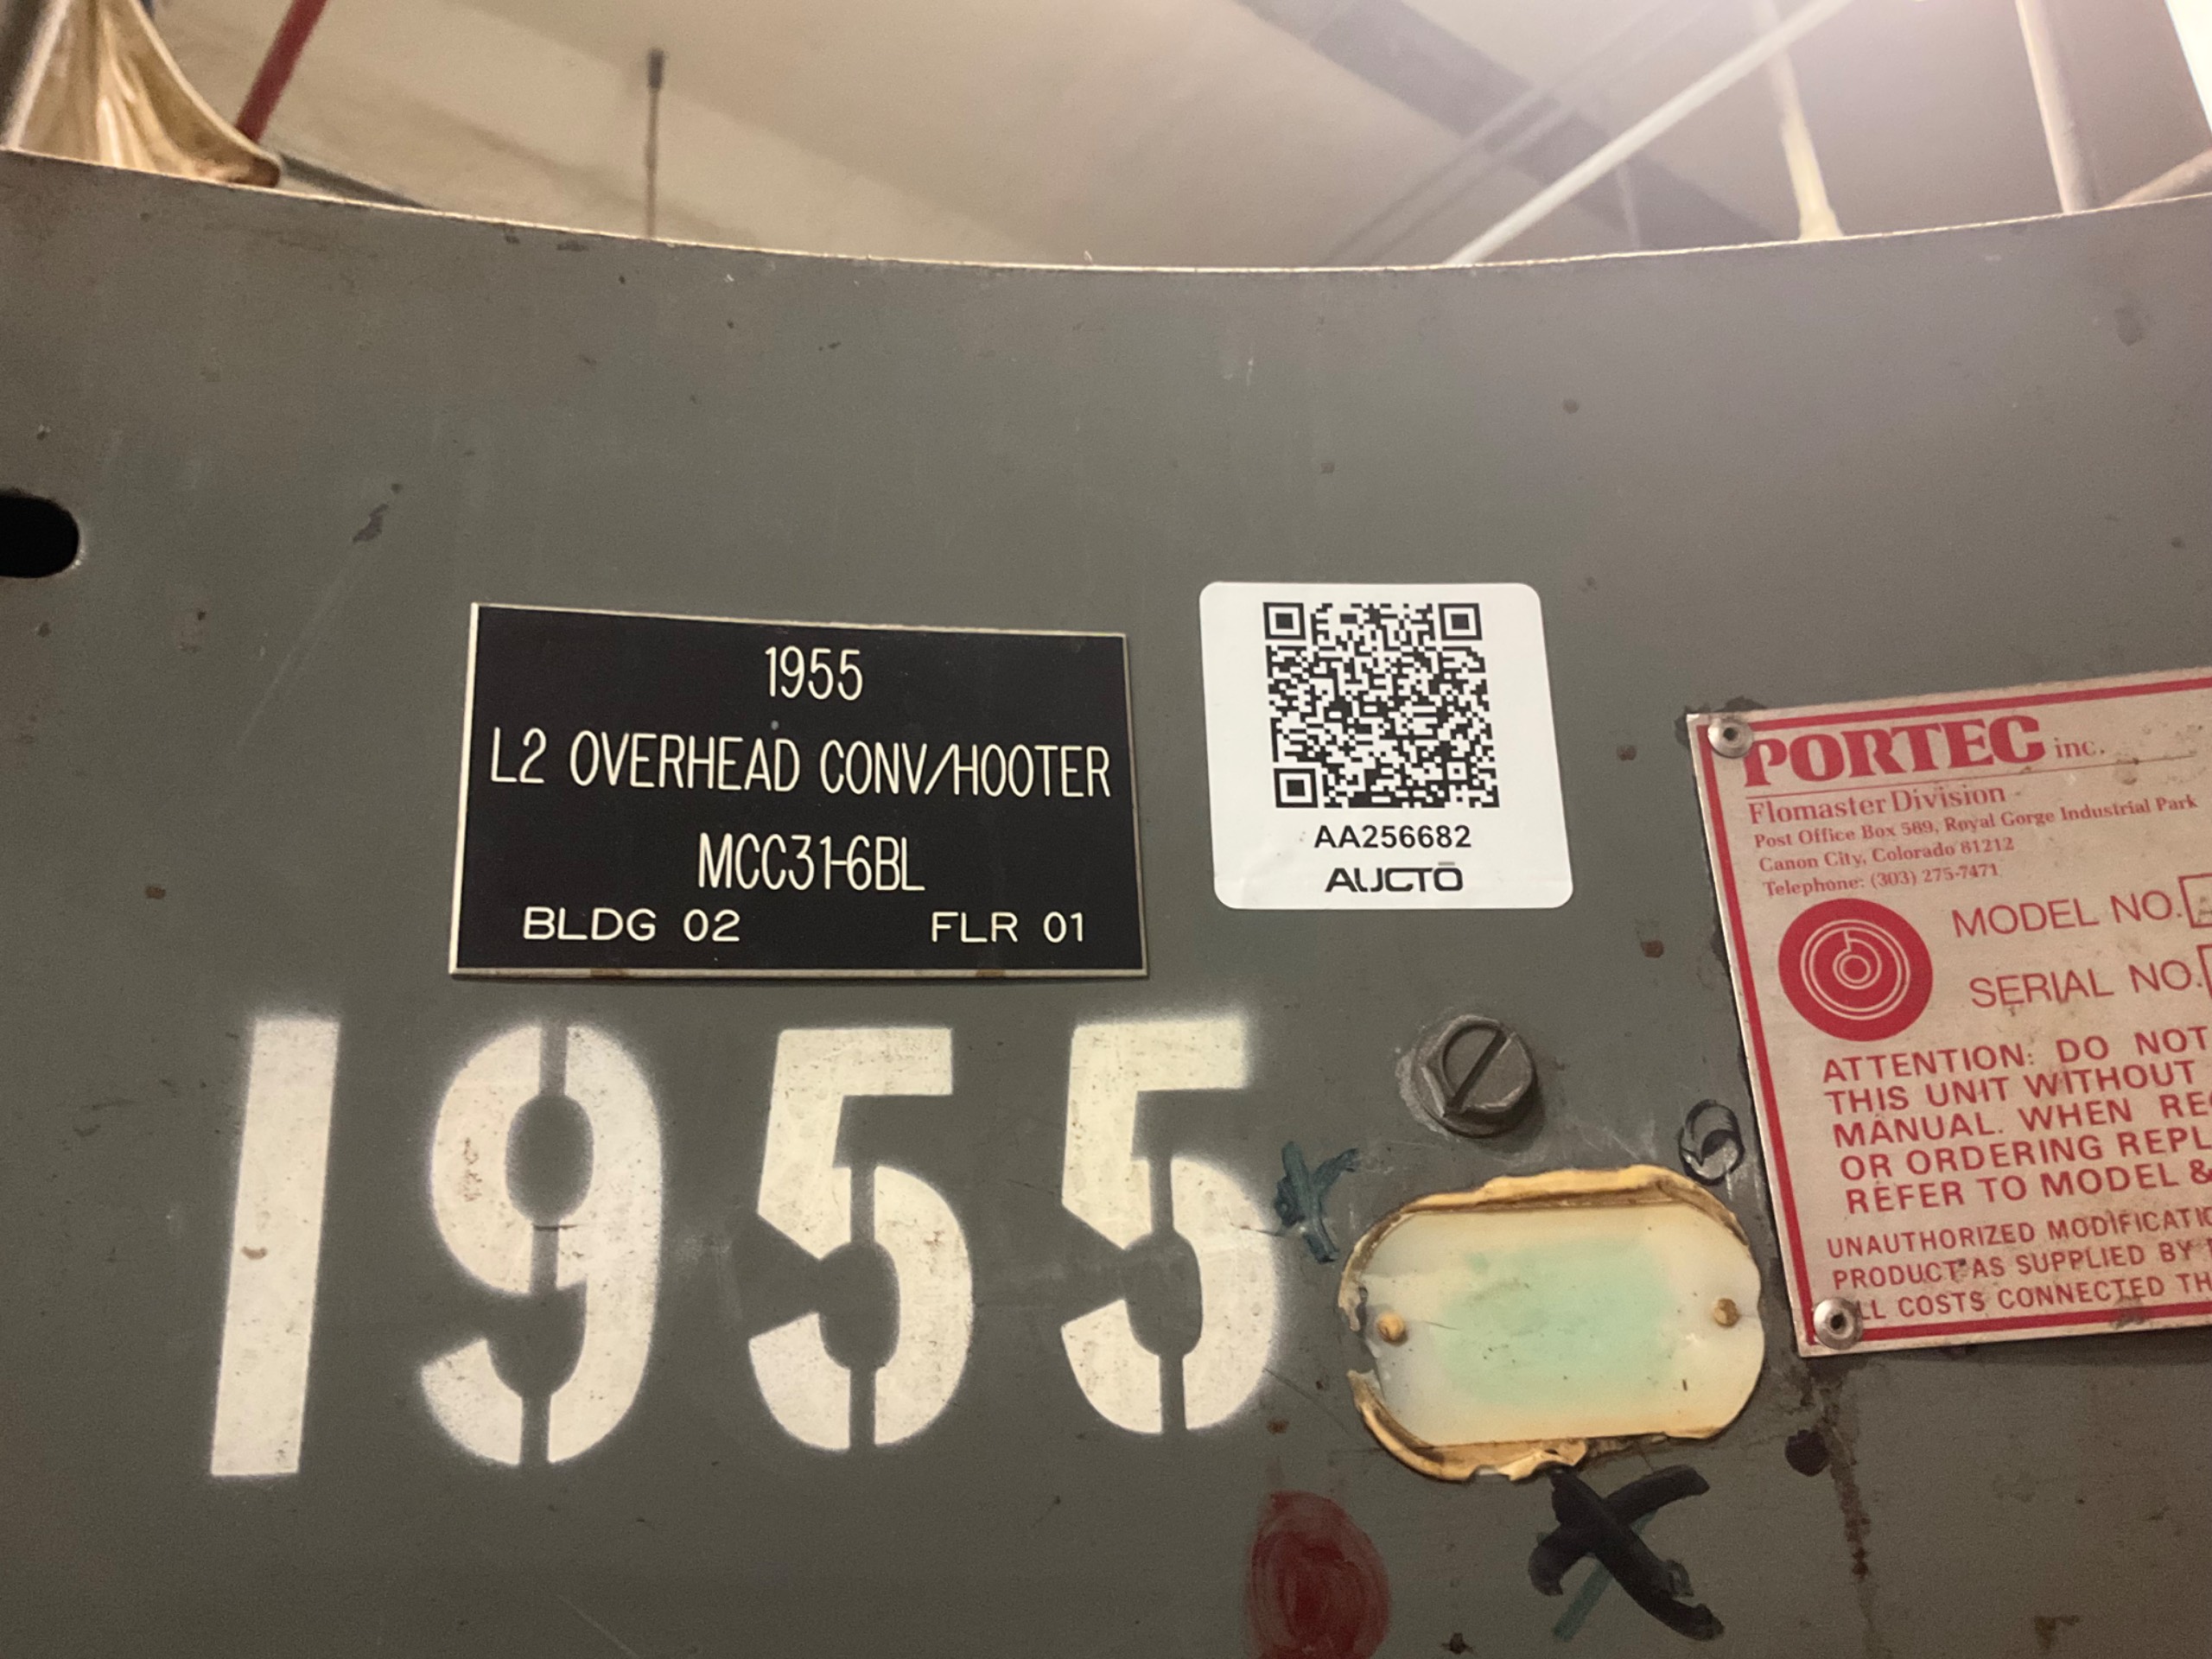 1955
L2 OVERHEAD CONV/HOOTER
MCC31-6BL
BLDG 02 FLR 01
AA256682
AUCTŌ
PORTEC inc.
Flomaster Division
Post Office Box 589, Royal Gorge Industrial Park
Canon City, Colorado 81212
Telephone: (303) 275-7471
MODEL NO.
SERIAL NO.
ATTENTION: DO NOT
THIS UNIT WITHOUT
MANUAL. WHEN
OR ORDERING
REFER TO MODEL &
UNAUTHORIZED
PRODUCT AS SUPPLIED BY
COSTS CONNECTED
1955